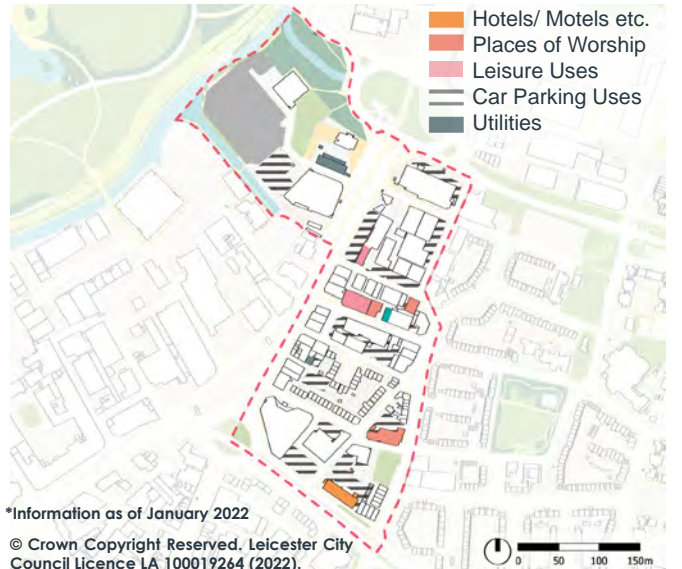 Hotels/ Motels etc.
Places of Worship
Leisure Uses
Car Parking Uses
Utilities
*Information as of January 2022
© Crown Copyright Reserved. Leicester City
Council Licence LA 100019264 (2022).
0 50 100 150m